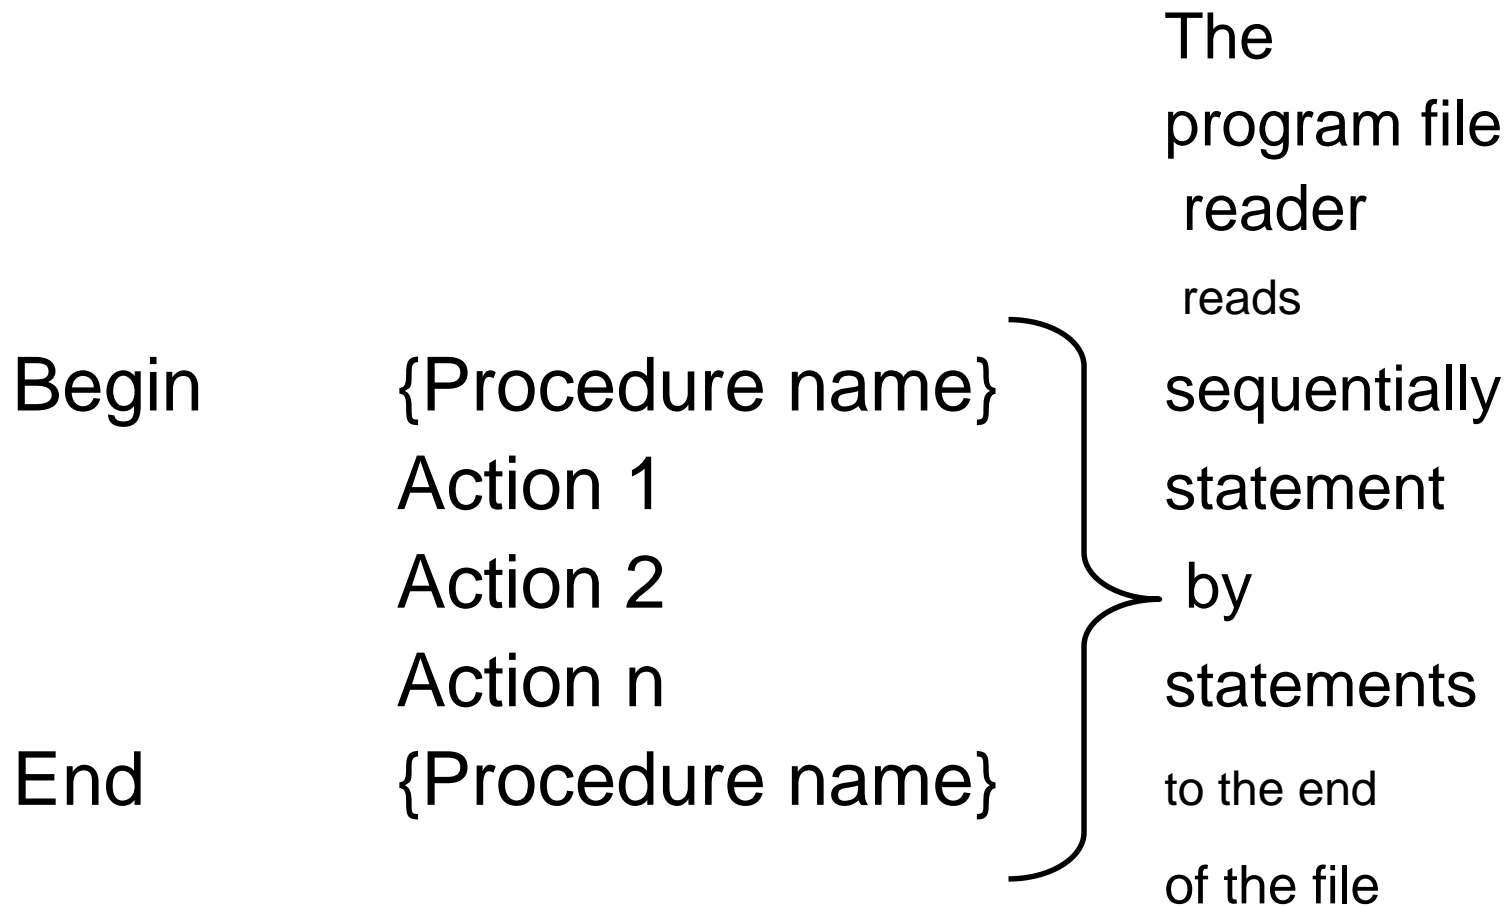 The
program file
reader
reads
Begin {Procedure name} sequentially
Action 1 statement
Action 2 by
Action n statements
End {Procedure name} to the end
of the file